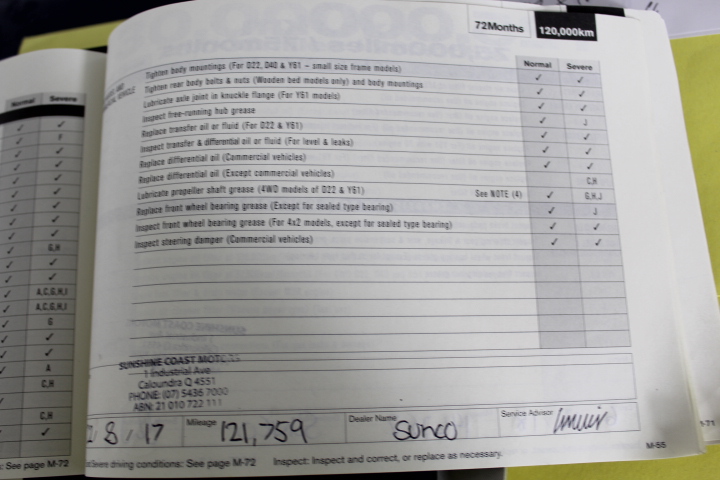 72Months 120,000km
Normal Severe
Tighten body mountings (For D22, D40 & Y61 – small size frame models) ✓ ✓
Tighten rear body bolts & nuts (Wooden bed models only) and body mountings ✓ ✓
Lubricate axle joint in knuckle flange (For Y61 models) ✓ ✓
Inspect free-running hub grease ✓ J
Replace transfer oil or fluid (For D22 & Y61) ✓ ✓
Inspect transfer & differential oil or fluid (For level & leaks) ✓ ✓
Replace differential oil (Commercial vehicles) ✓ ✓
Replace differential oil (Except commercial vehicles) C,H
Lubricate propeller shaft grease (4WD models of D22 & Y61) See NOTE (4) ✓ G,H,J
Replace front wheel bearing grease (Except for sealed type bearing) ✓ J
Inspect front wheel bearing grease (For 4x2 models, except for sealed type bearing) ✓ ✓
Inspect steering damper (Commercial vehicles) ✓ ✓
SUNSHINE COAST MOTORS
1 Industrial Ave
Caloundra Q 4551
PHONE: (07) 5436 7000
ABN: 21 010 722 111
8 / 17 Mileage 121,759 Dealer Name Sunco Service Advisor
Severe driving conditions: See page M-72 Inspect: Inspect and correct, or replace as necessary.
M-55
Normal Severe
✓ ✓
✓ F
✓ ✓
✓ ✓
✓ ✓
✓ ✓
✓ ✓
✓ ✓
✓ G,H
✓ ✓
✓ ✓
✓ A,C,G,H,I
✓ A,C,G,H,I
✓ G
✓ ✓
✓ ✓
✓ A
C,H
✓
C,H
✓ ✓
: See page M-72
-71